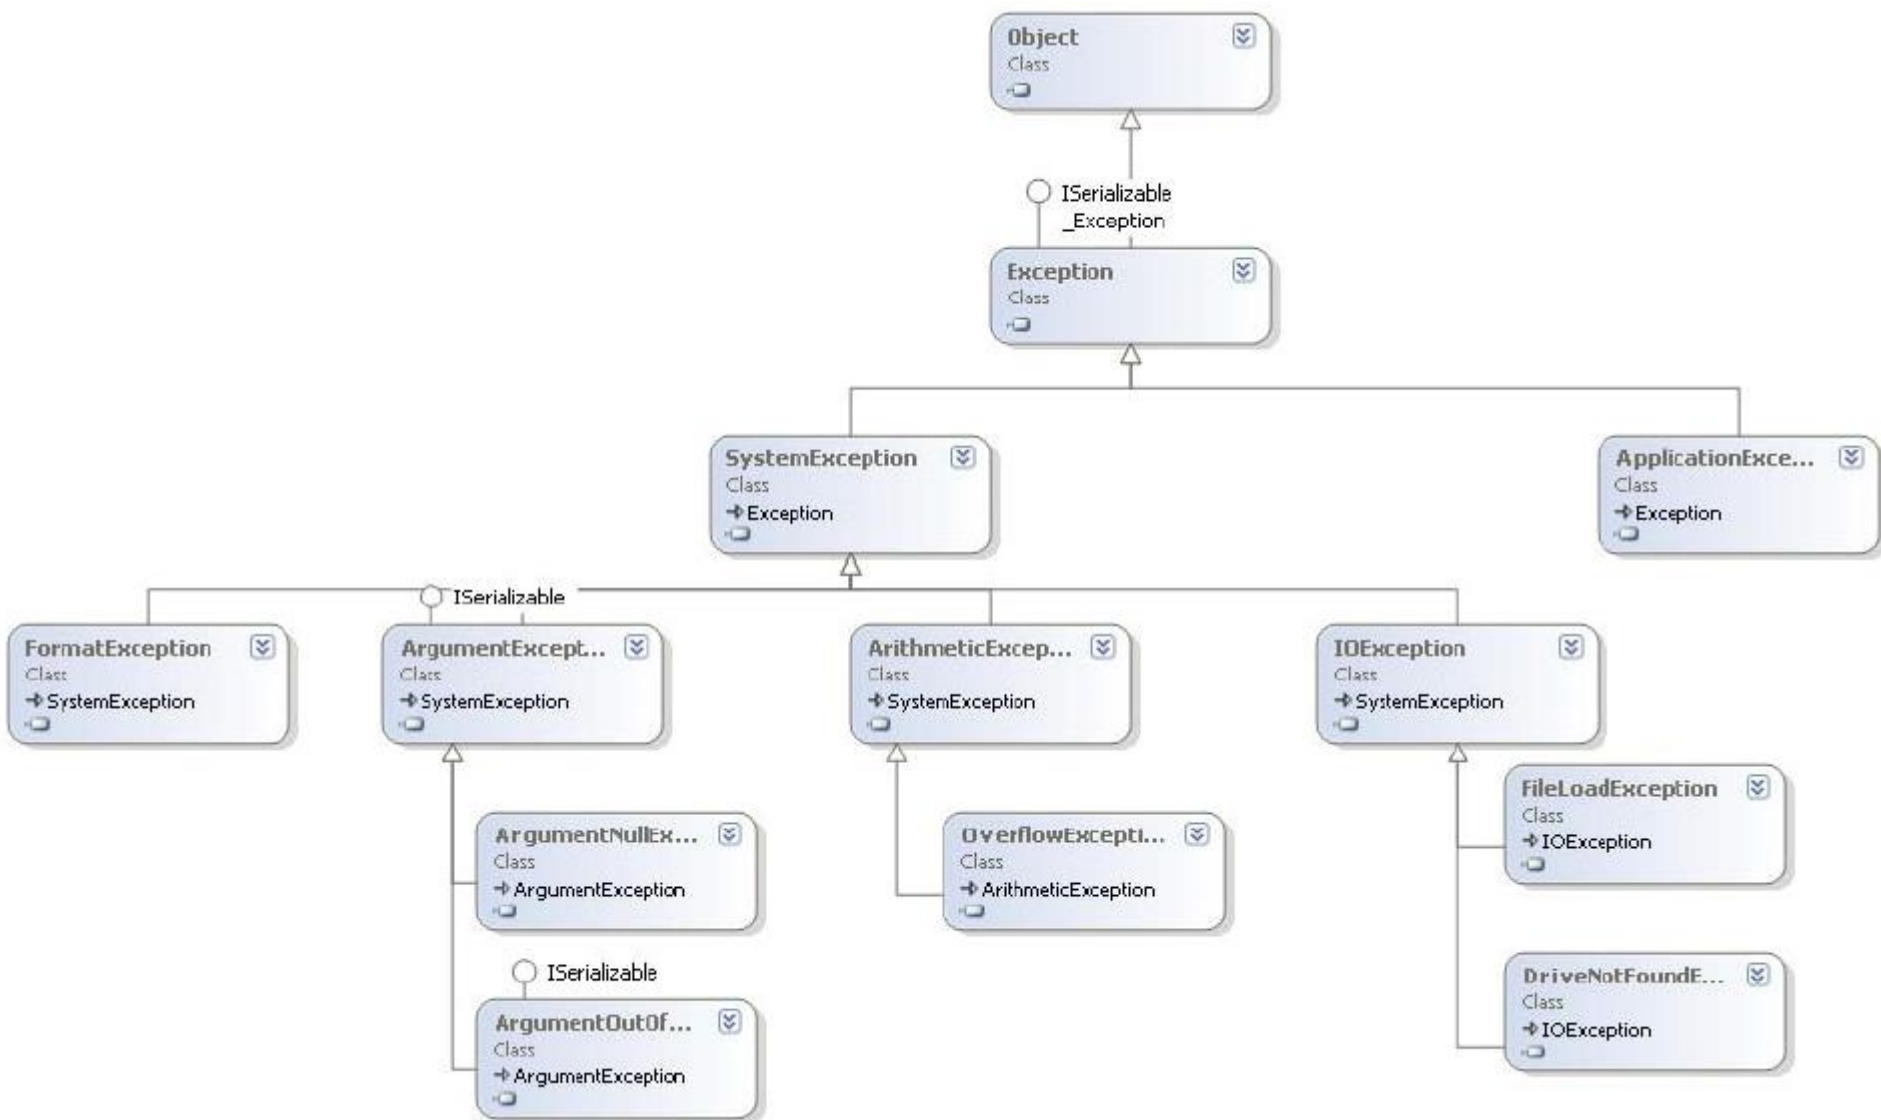 Object
Class
ISerializable
_Exception
Exception
Class
SystemException
Class
Exception
ApplicationExce...
Class
Exception
ISerializable
FormatException
Class
SystemException
ArgumentExcept...
Class
SystemException
ArithmeticExcep...
Class
SystemException
IOException
Class
SystemException
FileLoadException
Class
IOException
ArgumentNullEx...
Class
ArgumentException
OverflowExcepti...
Class
ArithmeticException
ISerializable
DriveNotFoundE...
Class
IOException
ArgumentOutOf...
Class
ArgumentException